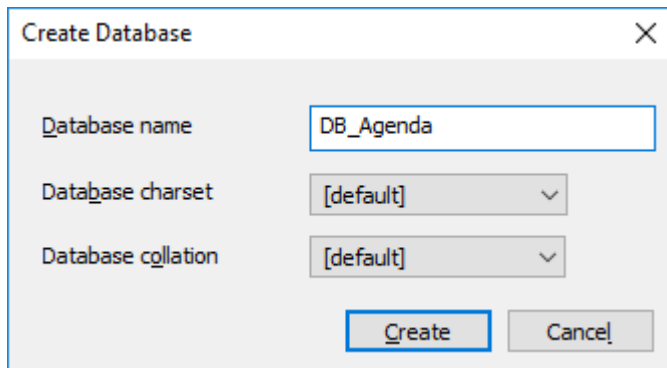 Create Database
Database name DB_Agenda
Database charset [default]
Database collation [default]
Create Cancel